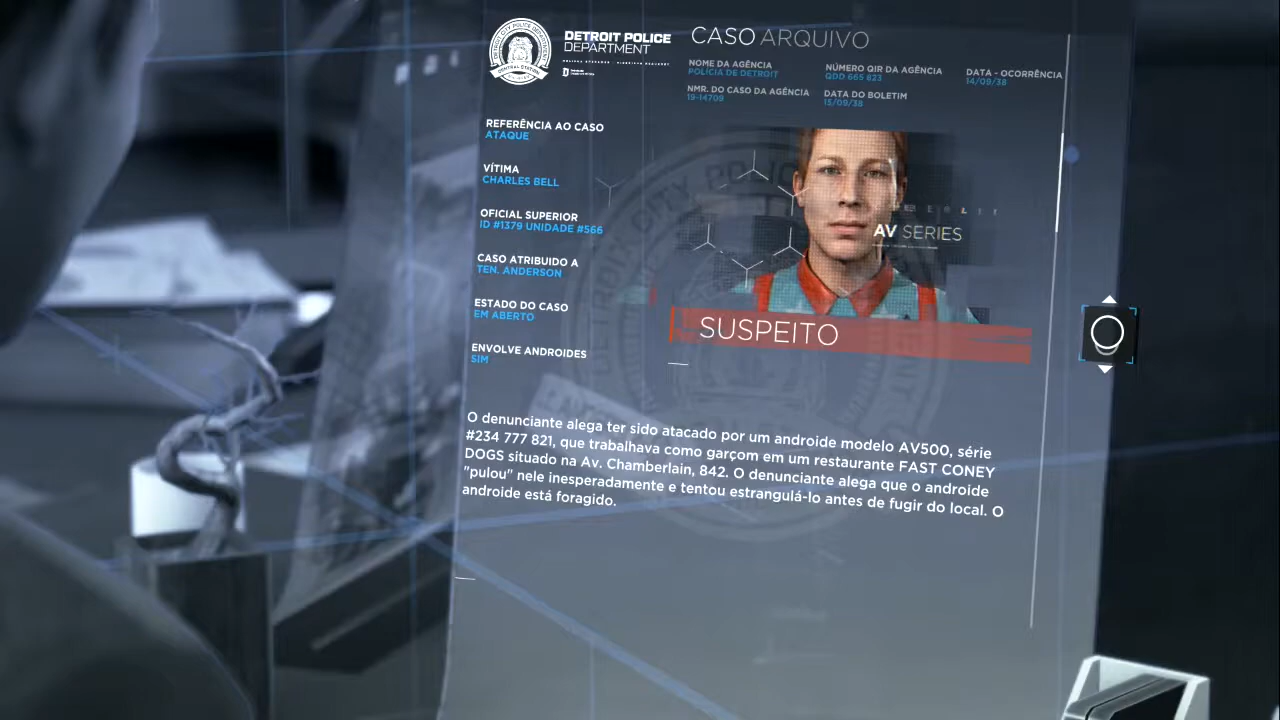 DETROIT POLICE
DEPARTMENT
CASO ARQUIVO
NOME DA AGÊNCIA
POLÍCIA DE DETROIT
NÚMERO QIR DA AGÊNCIA
QDD 665 823
DATA - OCORRÊNCIA
14/09/38
NMR. DO CASO DA AGÊNCIA
19-14709
DATA DO BOLETIM
15/09/38
REFERÊNCIA AO CASO
ATAQUE
VÍTIMA
CHARLES BELL
OFICIAL SUPERIOR
ID #1379 UNIDADE #566
CASO ATRIBUIDO A
TEN. ANDERSON
ESTADO DO CASO
EM ABERTO
ENVOLVE ANDROIDES
SIM
AV SERIES
SUSPEITO
O denunciante alega ter sido atacado por um androide modelo AV500, série
#234 777 821, que trabalhava como garçom em um restaurante FAST CONEY
DOGS situado na Av. Chamberlain, 842. O denunciante alega que o androide
"pulou" nele inesperadamente e tentou estrangulá-lo antes de fugir do local. O
androide está foragido.